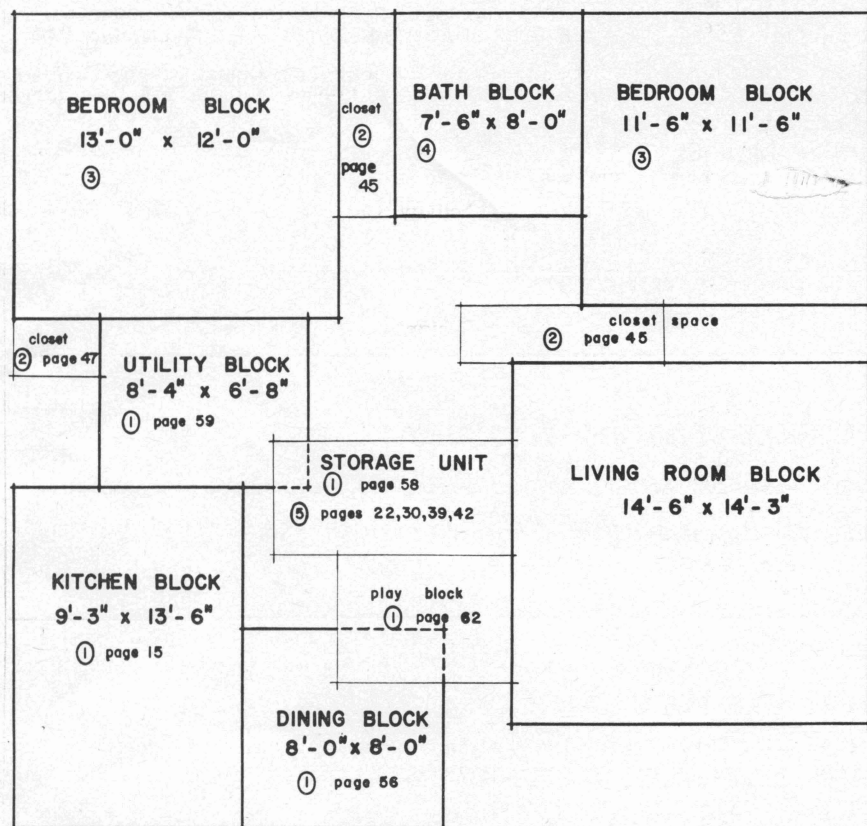 BEDROOM BLOCK
13'-0" x 12'-0"
③
closet
②
page
45
BATH BLOCK
7'-6" x 8'-0"
④
BEDROOM BLOCK
11'-6" x 11'-6"
③
closet
② page 47
UTILITY BLOCK
8'-4" x 6'-8"
① page 59
closet space
② page 45
STORAGE UNIT
① page 58
⑤ pages 22,30,39,42
LIVING ROOM BLOCK
14'-6" x 14'-3"
KITCHEN BLOCK
9'-3" x 13'-6"
① page 15
play block
① page 62
DINING BLOCK
8'-0" x 8'-0"
① page 56